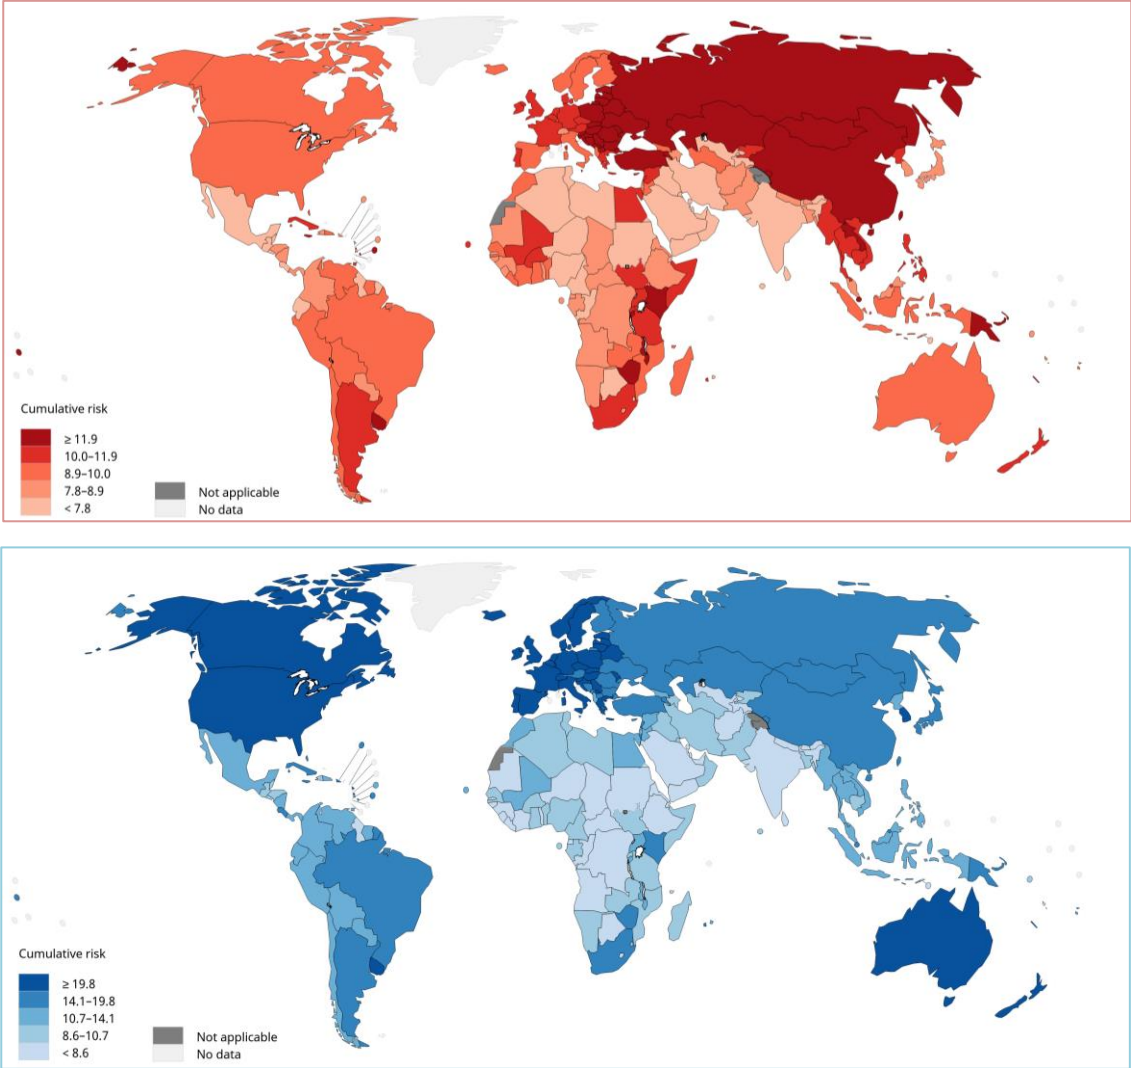 Cumulative risk
≥ 11.9
10.0–11.9
8.9–10.0
7.8–8.9
< 7.8
Not applicable
No data
Cumulative risk
≥ 19.8
14.1–19.8
10.7–14.1
8.6–10.7
< 8.6
Not applicable
No data